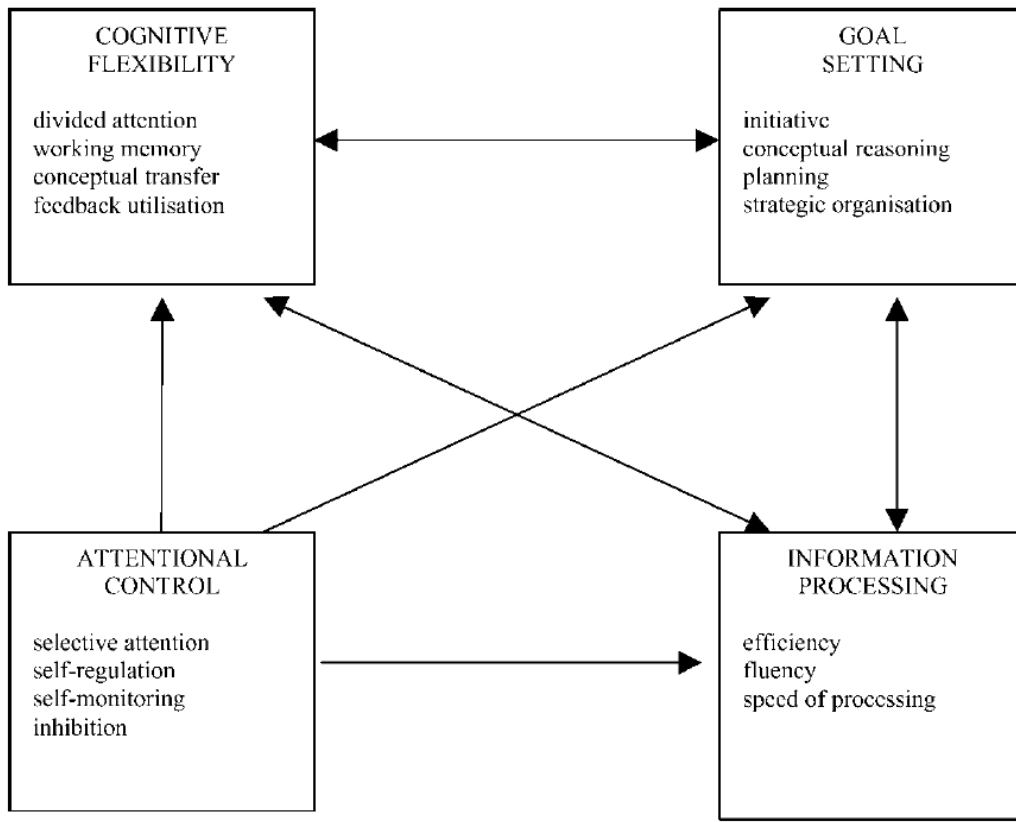 COGNITIVE
FLEXIBILITY
divided attention
working memory
conceptual transfer
feedback utilisation
GOAL
SETTING
initiative
conceptual reasoning
planning
strategic organisation
ATTENTIONAL
CONTROL
selective attention
self-regulation
self-monitoring
inhibition
INFORMATION
PROCESSING
efficiency
fluency
speed of processing